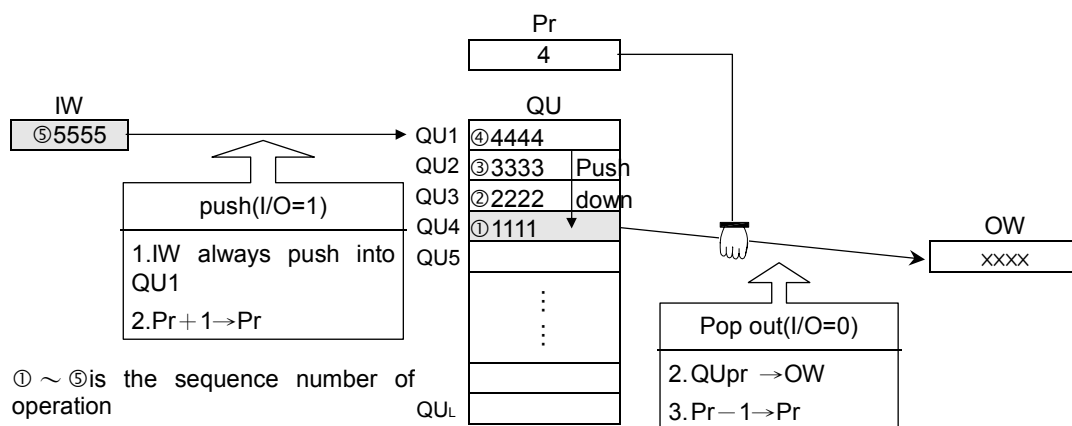 Pr
4
IW
⑤5555
QU
QU1
④4444
QU2
③3333
Push
QU3
②2222
down
QU4
①1111
QU5
QUL
push(I/O=1)
1.IW always push into
QU1
2.Pr＋1→Pr
OW
xxxx
Pop out(I/O=0)
2.QUpr →OW
3.Pr－1→Pr
①～⑤is the sequence number of
operation